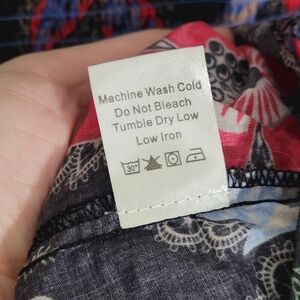 Machine Wash Cold
Do Not Bleach
Tumble Dry Low
Low Iron
30°